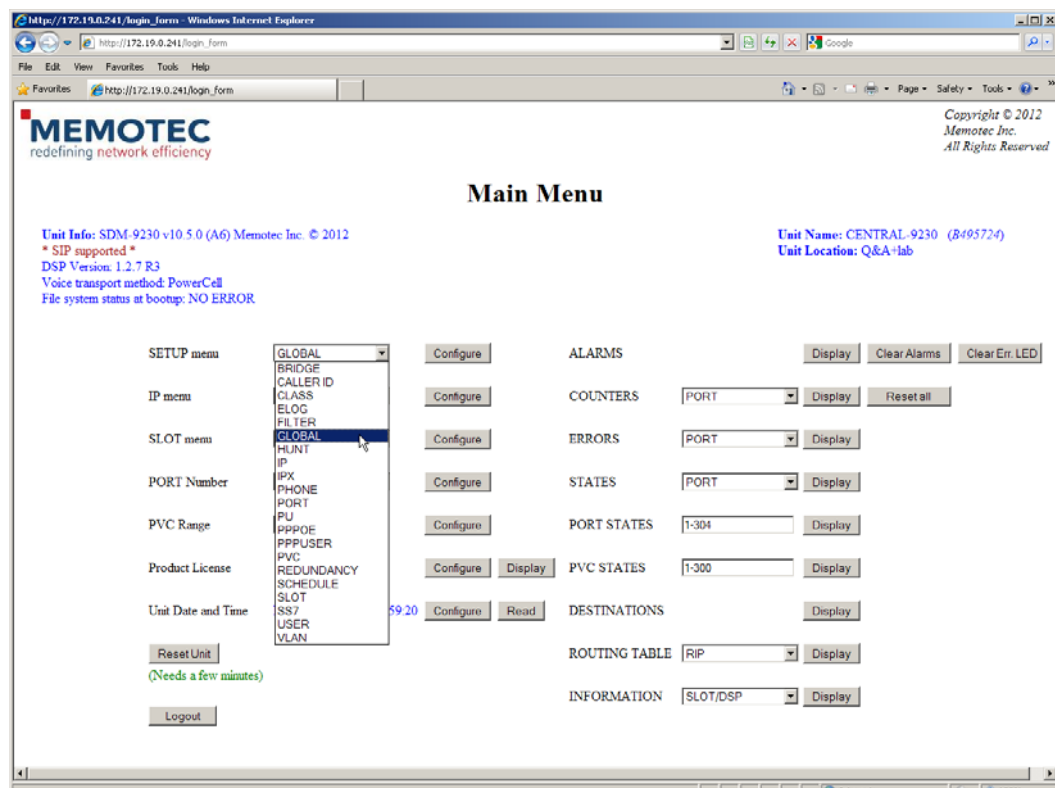 http://172.19.0.241/login_form - Windows Internet Explorer
http://172.19.0.241/login_form
Google
File Edit View Favorites Tools Help
Favorites http://172.19.0.241/login_form Page Safety Tools
MEMOTEC
redefining network efficiency
Copyright © 2012
Memotec Inc.
All Rights Reserved
Main Menu
Unit Info: SDM-9230 v10.5.0 (A6) Memotec Inc. © 2012
* SIP supported *
DSP Version: 1.2.7 R3
Voice transport method: PowerCell
File system status at bootup: NO ERROR
Unit Name: CENTRAL-9230 (B495724)
Unit Location: Q&A+lab
SETUP menu GLOBAL Configure
BRIDGE
CALLER ID
CLASS
ELOG
FILTER
GLOBAL
HUNT
IP
IPX
PHONE
PORT
PU
PPPOE
PPPUSER
PVC
REDUNDANCY
SCHEDULE
SLOT
SS7
USER
VLAN
IP menu Configure
SLOT menu Configure
PORT Number Configure
PVC Range Configure
Product License Configure Display
Unit Date and Time 59:20 Configure Read
Reset Unit
(Needs a few minutes)
Logout
ALARMS Display Clear Alarms Clear Err. LED
COUNTERS PORT Display Reset all
ERRORS PORT Display
STATES PORT Display
PORT STATES 1-304 Display
PVC STATES 1-300 Display
DESTINATIONS Display
ROUTING TABLE RIP Display
INFORMATION SLOT/DSP Display